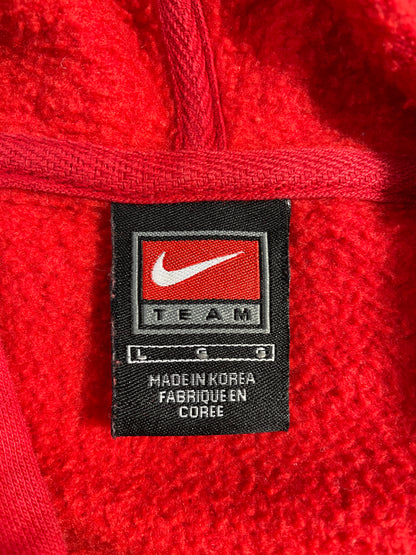 TEAM
L G G
MADE IN KOREA
FABRIQUE EN
COREE